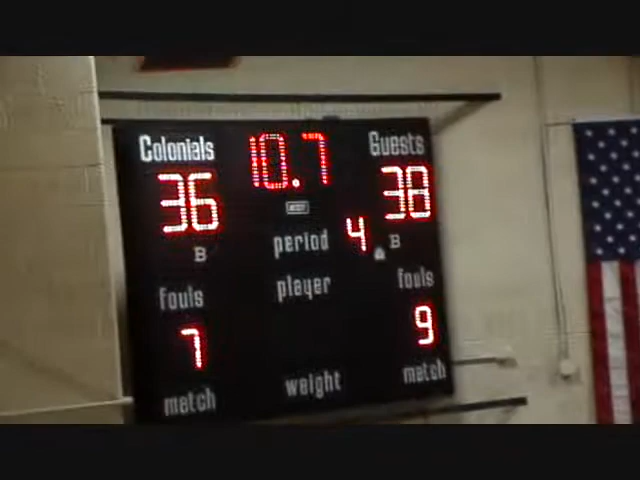 Colonials 10.7 Guests
36 38
B period 4 B
fouls player fouls
7 9
match weight match